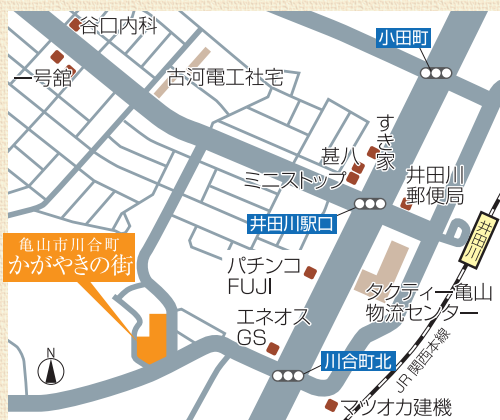 谷口内科
一号舘
古河電工社宅
小田町
すき家
甚八
ミニストップ
井田川
郵便局
井田川駅口
井田川
亀山市川合町
かがやきの街
パチンコ
FUJI
タクティー亀山
物流センター
エネオス
GS
川合町北
JR 関西本線
マツオカ建機
N